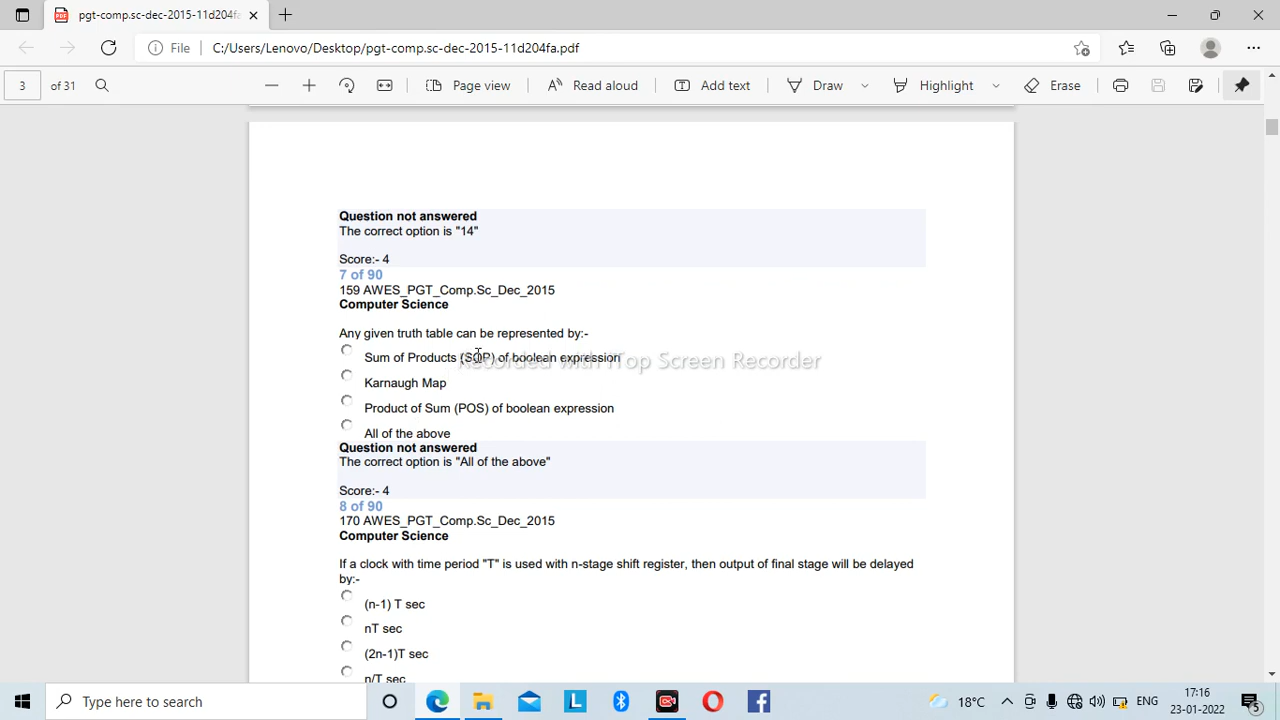 pgt-comp.sc-dec-2015-11d204fa
File C:/Users/Lenovo/Desktop/pgt-comp.sc-dec-2015-11d204fa.pdf
3 of 31 Page view Read aloud Add text Draw Highlight Erase
Question not answered
The correct option is "14"
Score:- 4
7 of 90
159 AWES_PGT_Comp.Sc_Dec_2015
Computer Science
Any given truth table can be represented by:-
Sum of Products (SOP) of boolean expression
Recorded with iTop Screen Recorder
Karnaugh Map
Product of Sum (POS) of boolean expression
All of the above
Question not answered
The correct option is "All of the above"
Score:- 4
8 of 90
170 AWES_PGT_Comp.Sc_Dec_2015
Computer Science
If a clock with time period "T" is used with n-stage shift register, then output of final stage will be delayed
by:-
(n-1) T sec
nT sec
(2n-1)T sec
n/T sec
Type here to search L 18°C ENG 17:16
23-01-2022 5